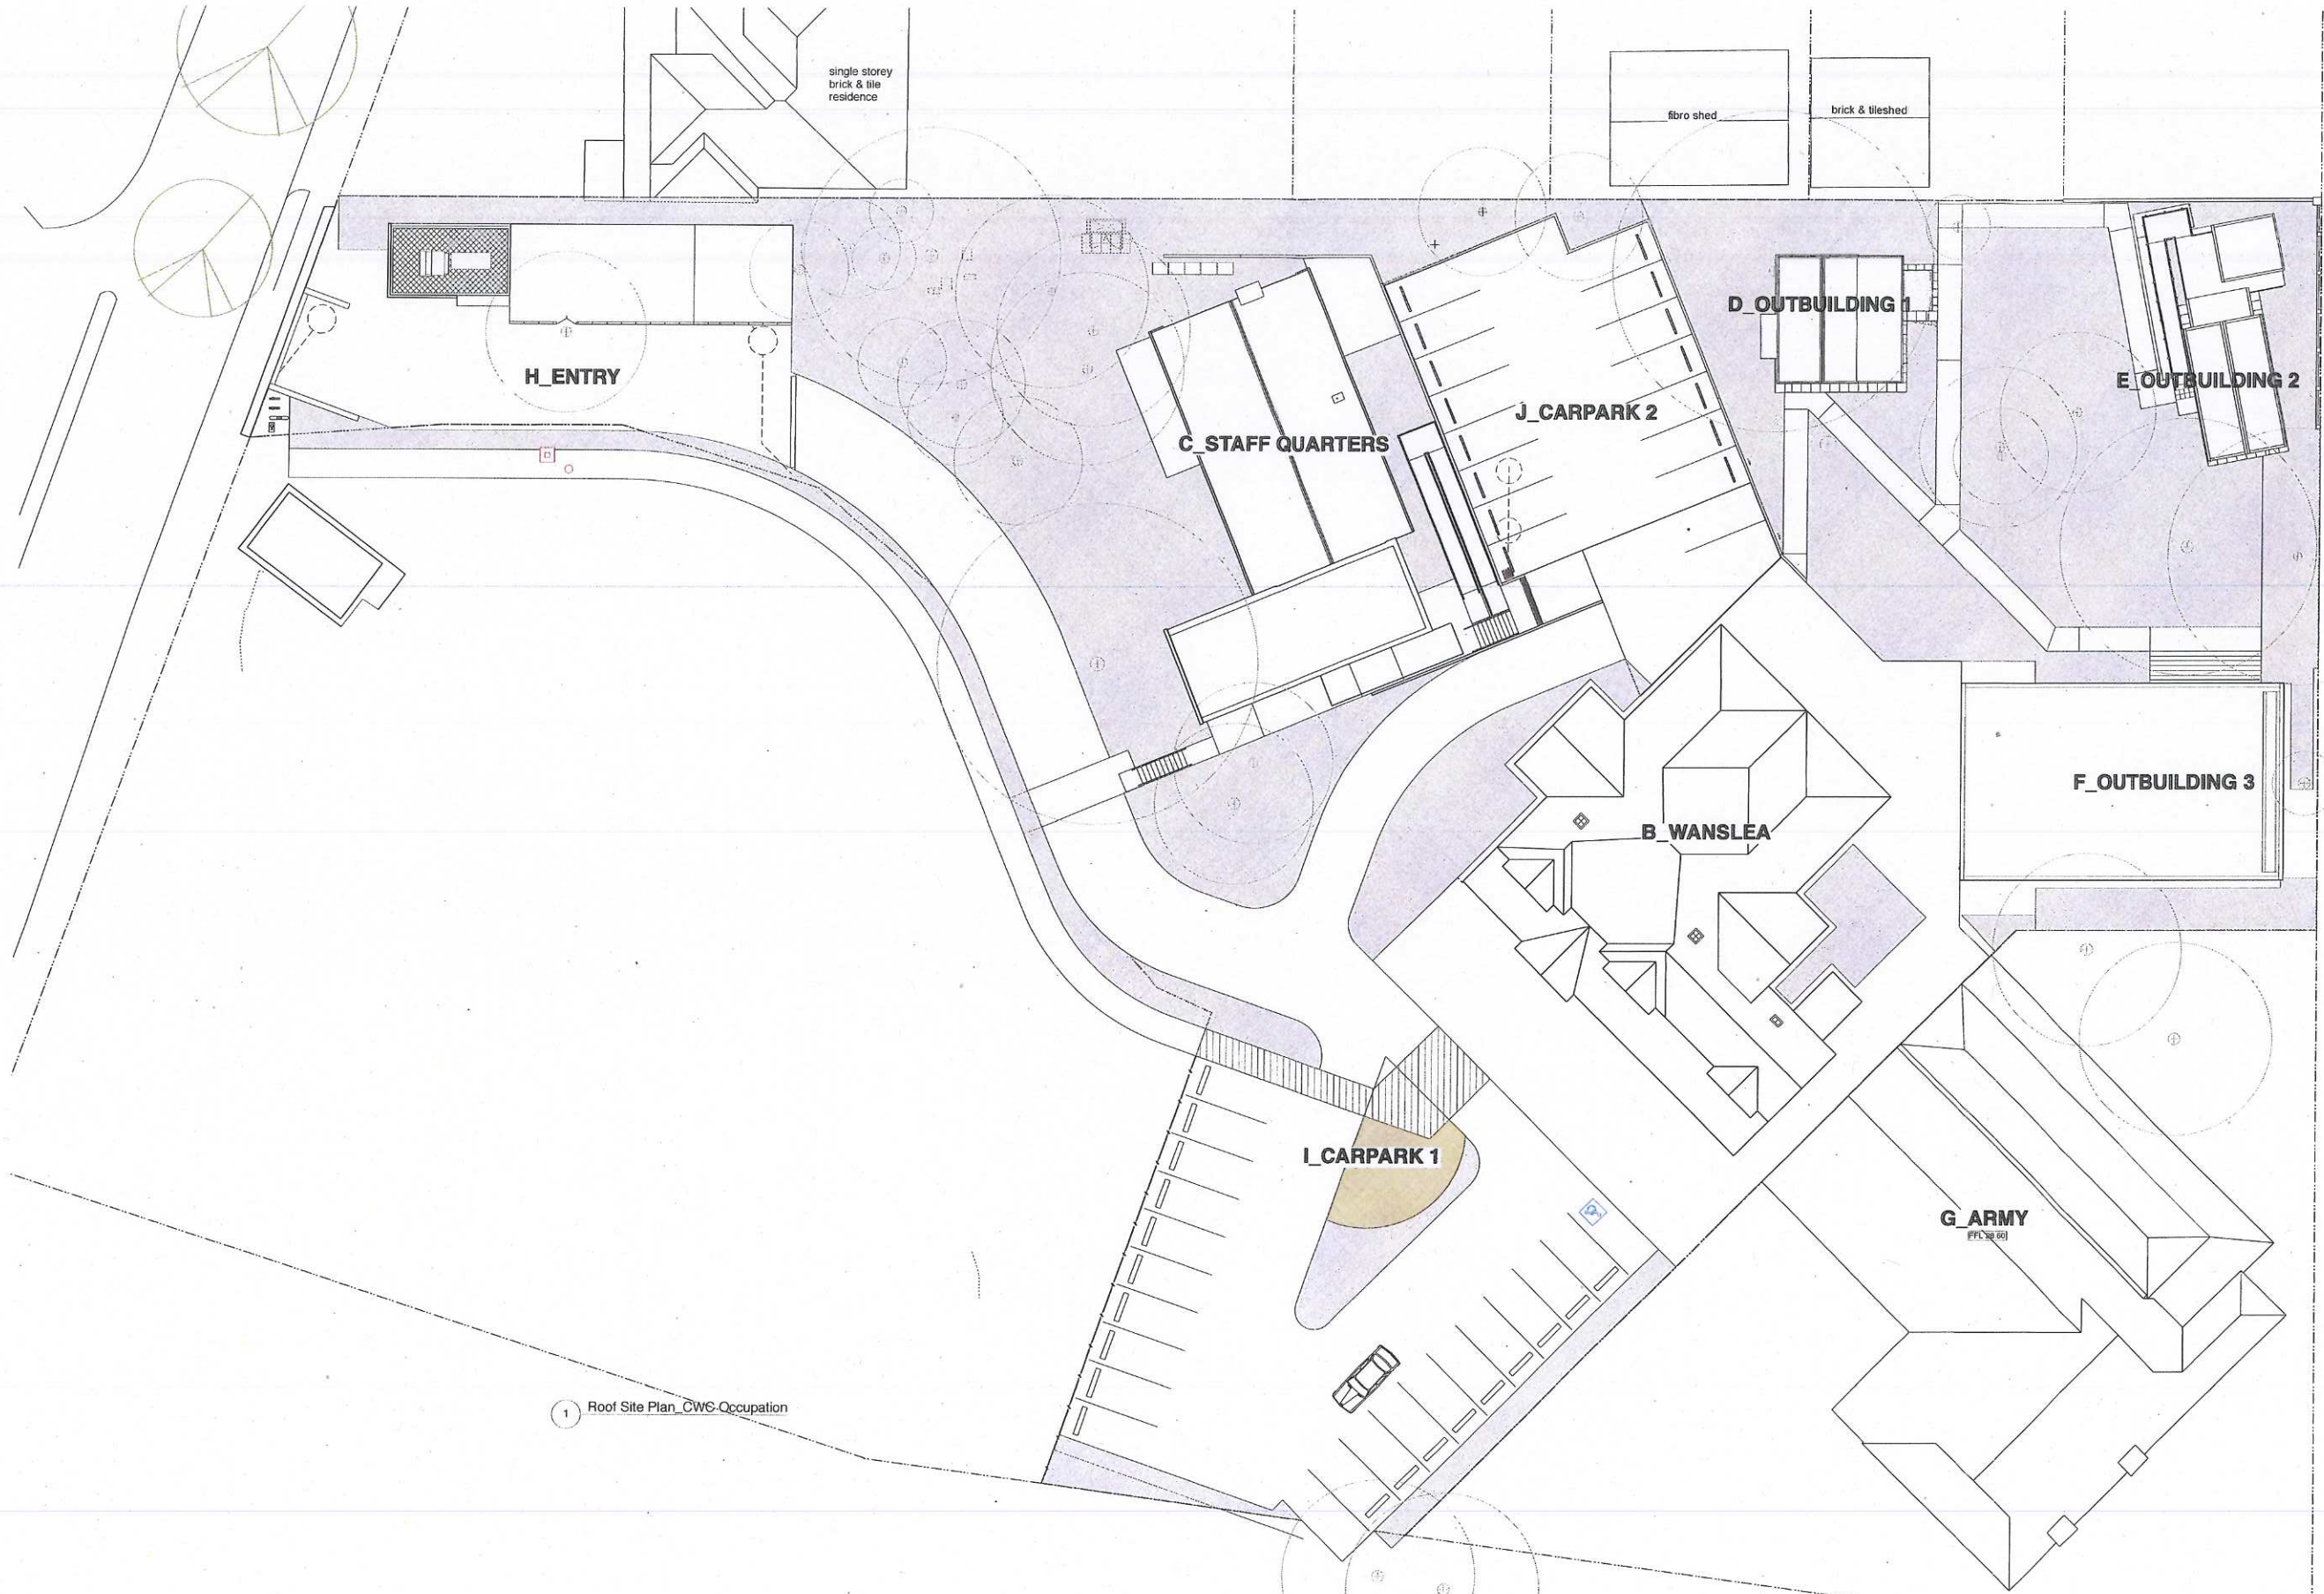 single storey
brick & tile
residence
fibro shed
brick & tileshed
D_OUTBUILDING 1
H_ENTRY
E_OUTBUILDING 2
J_CARPARK 2
C_STAFF QUARTERS
F_OUTBUILDING 3
B_WANSLEA
I_CARPARK 1
G_ARMY
1
Roof Site Plan_CWC Occupation